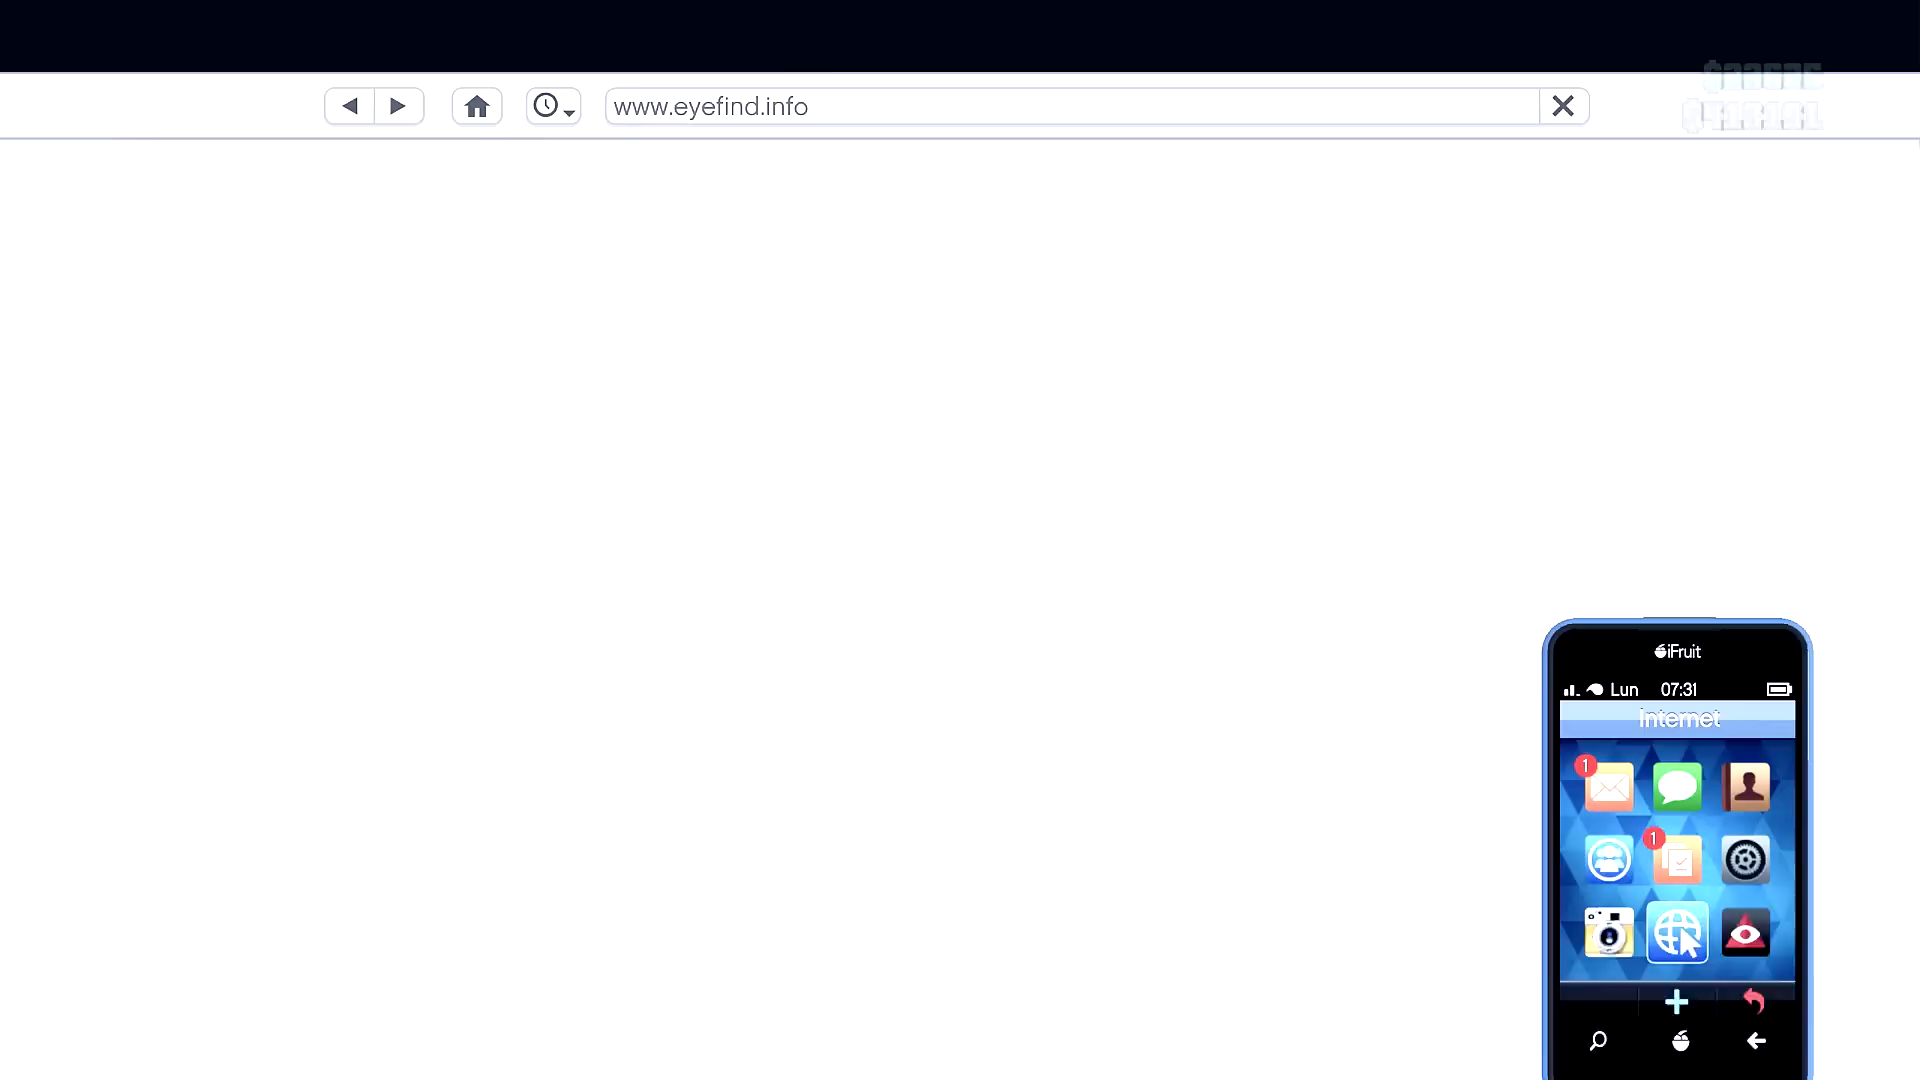 www.eyefind.info
iFruit
Lun 07:31
Internet
1
1